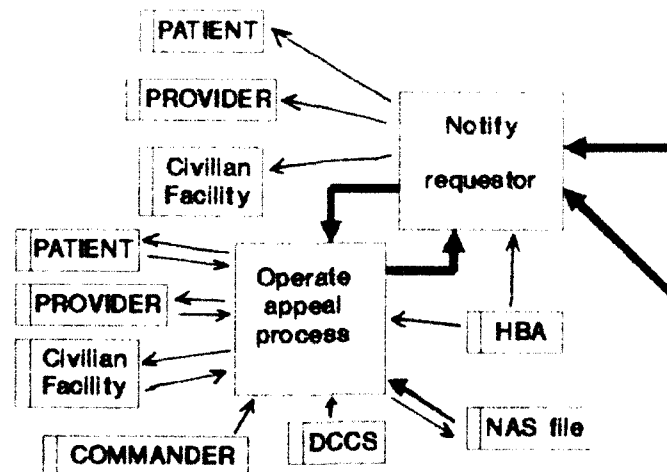 PATIENT
PROVIDER
Civilian
Facility
Notify
requestor
PATIENT
PROVIDER
Civilian
Facility
Operate
appeal
process
HBA
NAS file
COMMANDER
DCCS